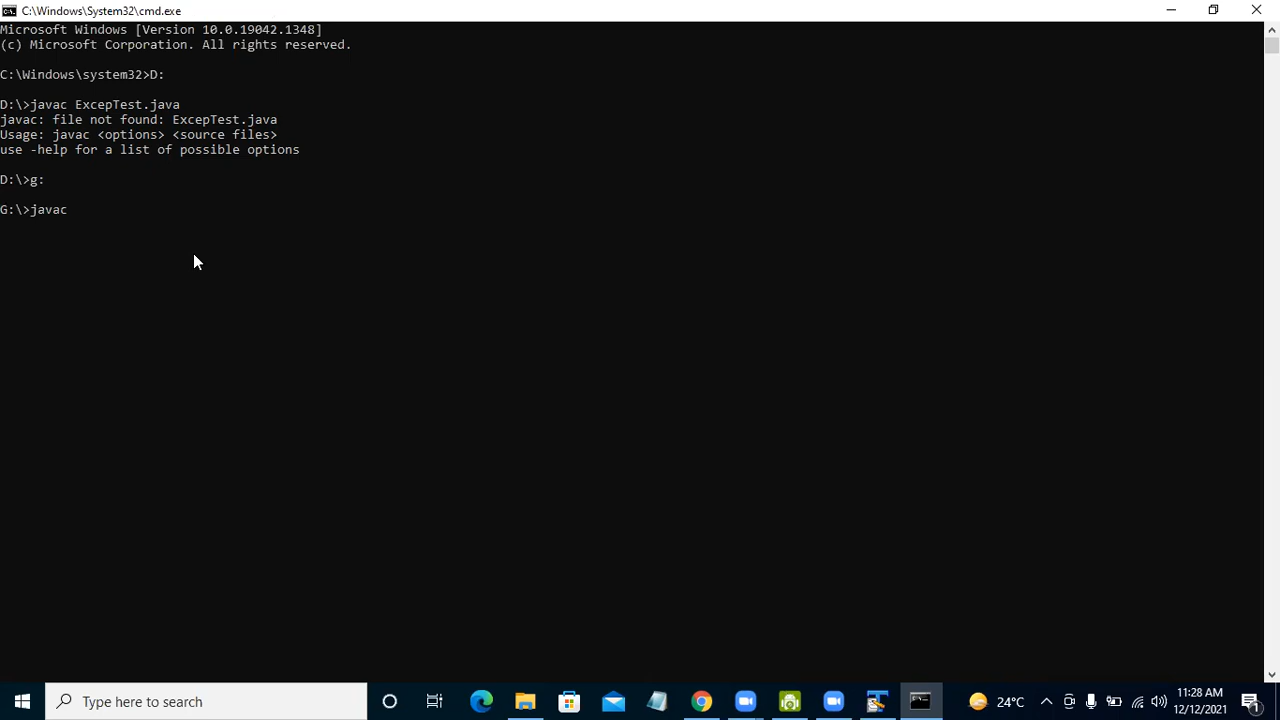 C:\Windows\System32\cmd.exe
Microsoft Windows [Version 10.0.19042.1348]
(c) Microsoft Corporation. All rights reserved.
C:\Windows\system32>D:
D:\>javac ExcepTest.java
javac: file not found: ExcepTest.java
Usage: javac <options> <source files>
use -help for a list of possible options
D:\>g:
G:\>javac
Type here to search
24°C
11:28 AM
12/12/2021
1